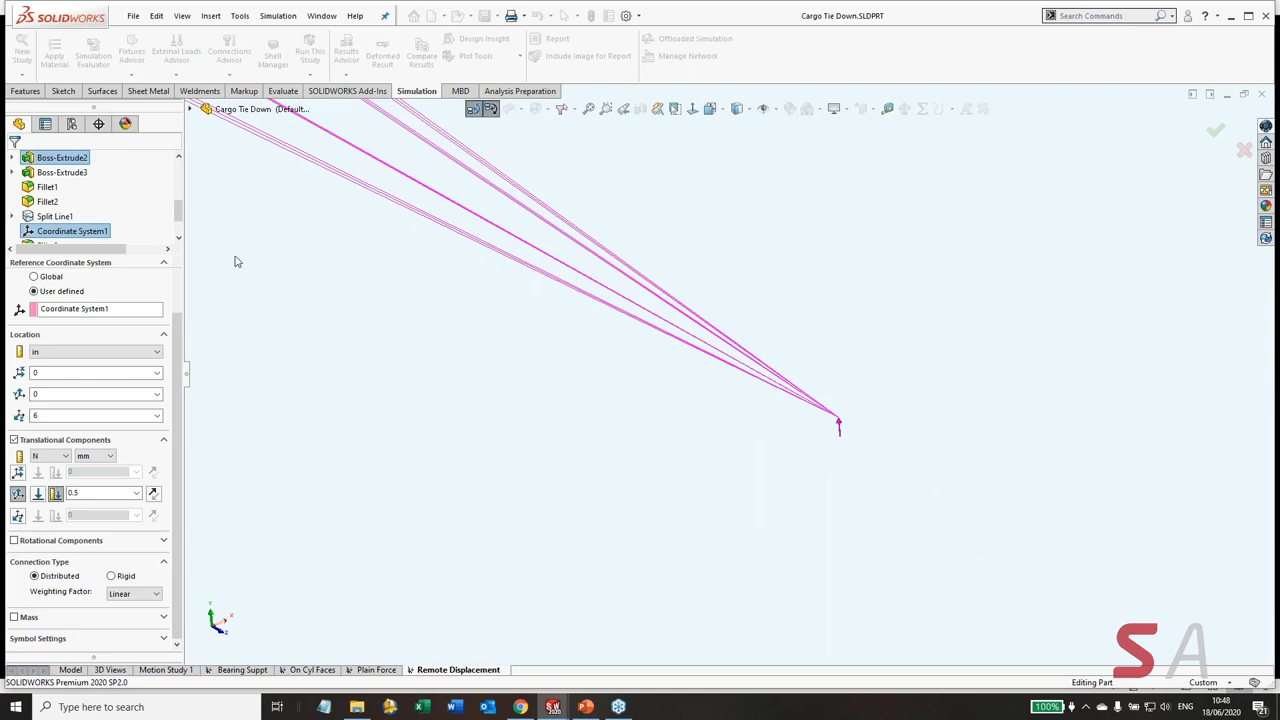 SOLIDWORKS File Edit View Insert Tools Simulation Window Help Cargo Tie Down.SLDPRT Search Commands
New Study Apply Material Simulation Evaluator Fixtures Advisor External Loads Advisor Connections Advisor Shell Manager Run This Study Results Advisor Deformed Result Compare Results Design Insight Plot Tools Report Include Image for Report Offloaded Simulation Manage Network
Features Sketch Surfaces Sheet Metal Weldments Markup Evaluate SOLIDWORKS Add-Ins Simulation MBD Analysis Preparation
Cargo Tie Down (Default...
Boss-Extrude2
Boss-Extrude3
Fillet1
Fillet2
Split Line1
Coordinate System1
Reference Coordinate System
Global
User defined
Coordinate System1
Location
in
0
0
6
Translational Components
N mm
0
0.5
0
Rotational Components
Connection Type
Distributed Rigid
Weighting Factor: Linear
Mass
Symbol Settings
Y X Z
SA
Model 3D Views Motion Study 1 Bearing Suppt On Cyl Faces Plain Force Remote Displacement
SOLIDWORKS Premium 2020 SP2.0 Editing Part Custom
Type here to search 100% 10:48
18/06/2020 21